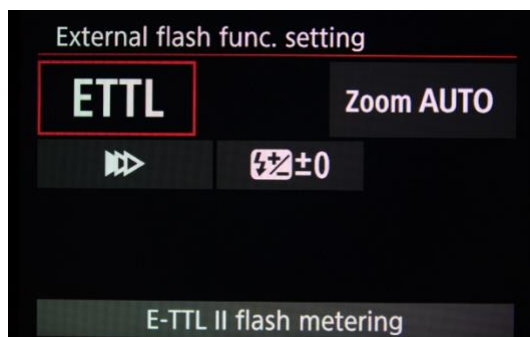 External flash func. setting
ETTL
Zoom AUTO
±0
E-TTL II flash metering